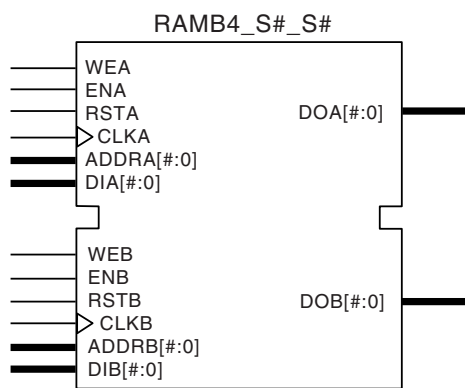 RAMB4_S#_S#
WEA
ENA
RSTA
CLKA
ADDRA[#:0]
DIA[#:0]
DOA[#:0]
WEB
ENB
RSTB
CLKB
ADDRB[#:0]
DIB[#:0]
DOB[#:0]